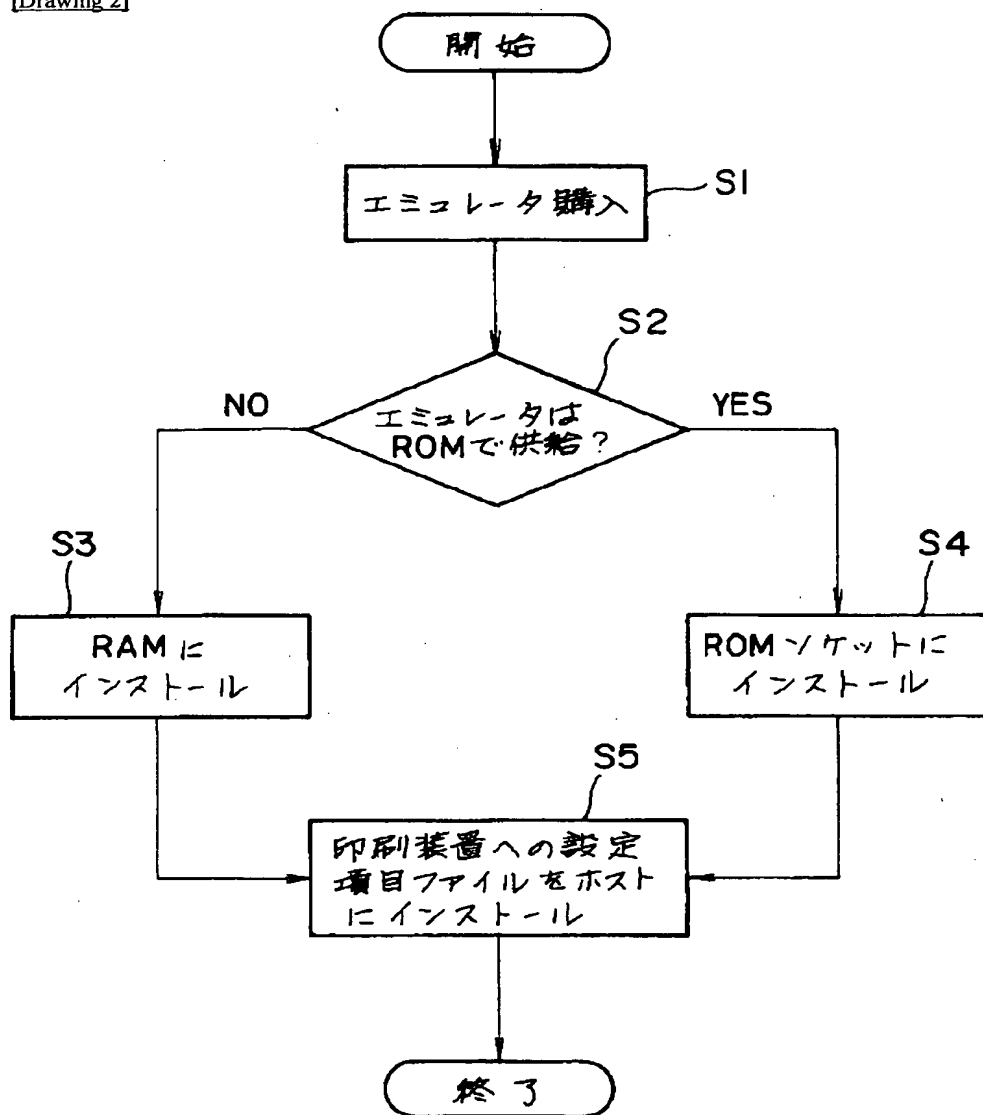 [Drawing 2]
開始
エミュレータ購入
S1
S2
NO
エミュレータは
ROMで供給?
YES
S3
RAMに
インストール
S4
ROMソケットに
インストール
S5
印刷装置への設定
項目ファイルをホスト
にインストール
終了